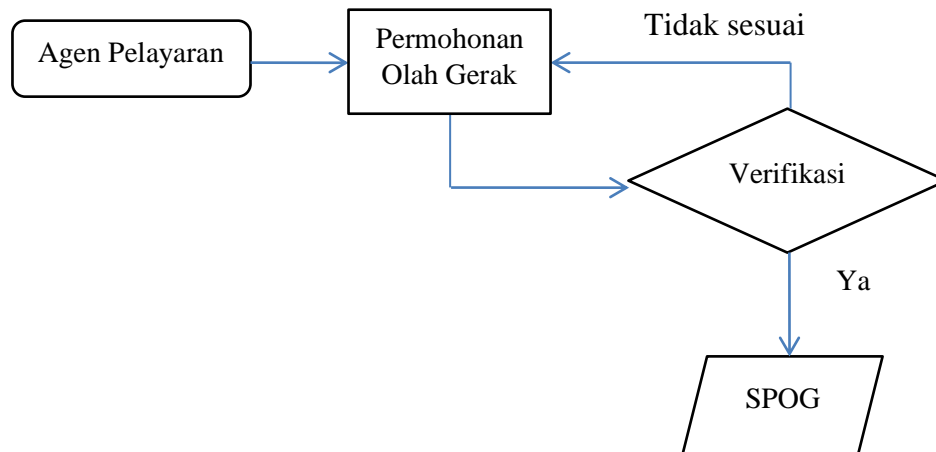 Agen Pelayaran
Permohonan
Olah Gerak
Tidak sesuai
Verifikasi
Ya
SPOG